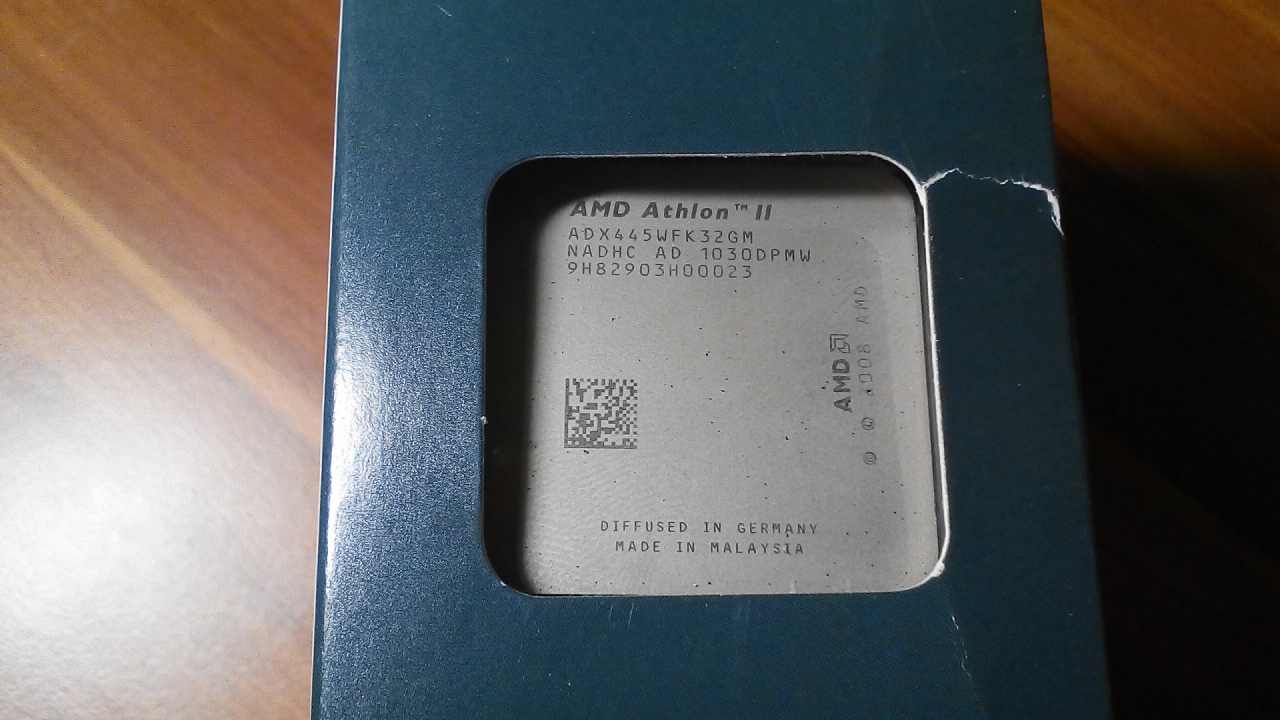 AMD Athlon™ II
ADX445WFK32GM
NADHC AD 1030DPMW
9H82903H00023
AMD
© 2008 AMD
DIFFUSED IN GERMANY
MADE IN MALAYSIA